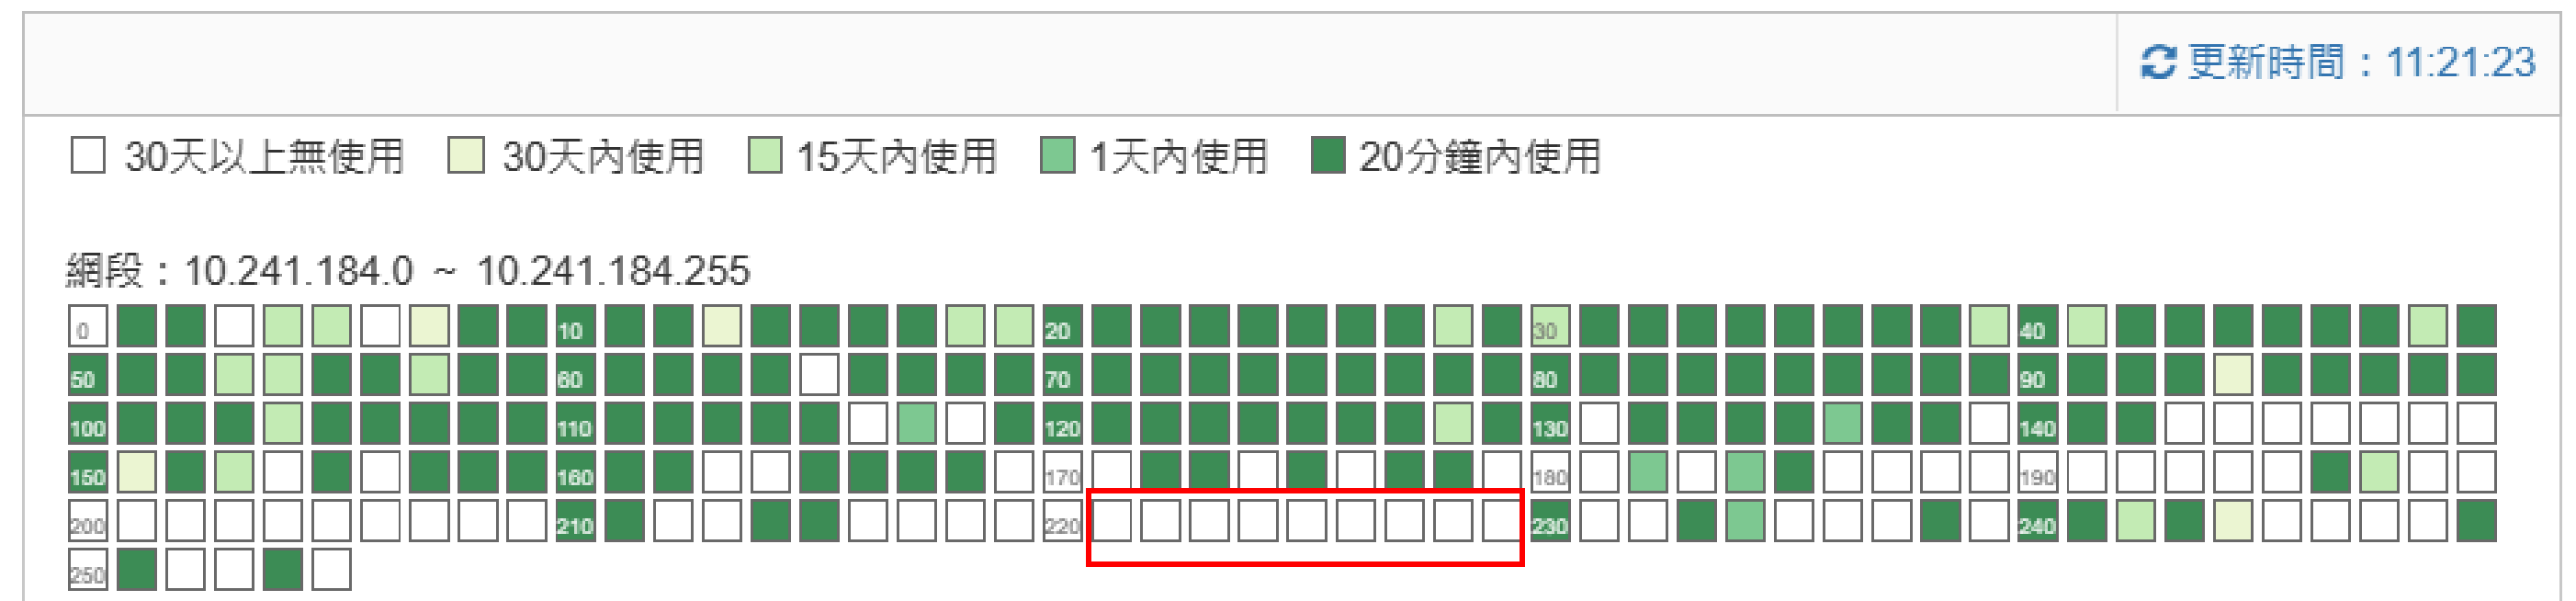 更新時間：11:21:23
30天以上無使用 30天內使用 15天內使用 1天內使用 20分鐘內使用
網段：10.241.184.0 ~ 10.241.184.255
0 10 20 30 40
50 60 70 80 90
100 110 120 130 140
150 160 170 180 190
200 210 220 230 240
250